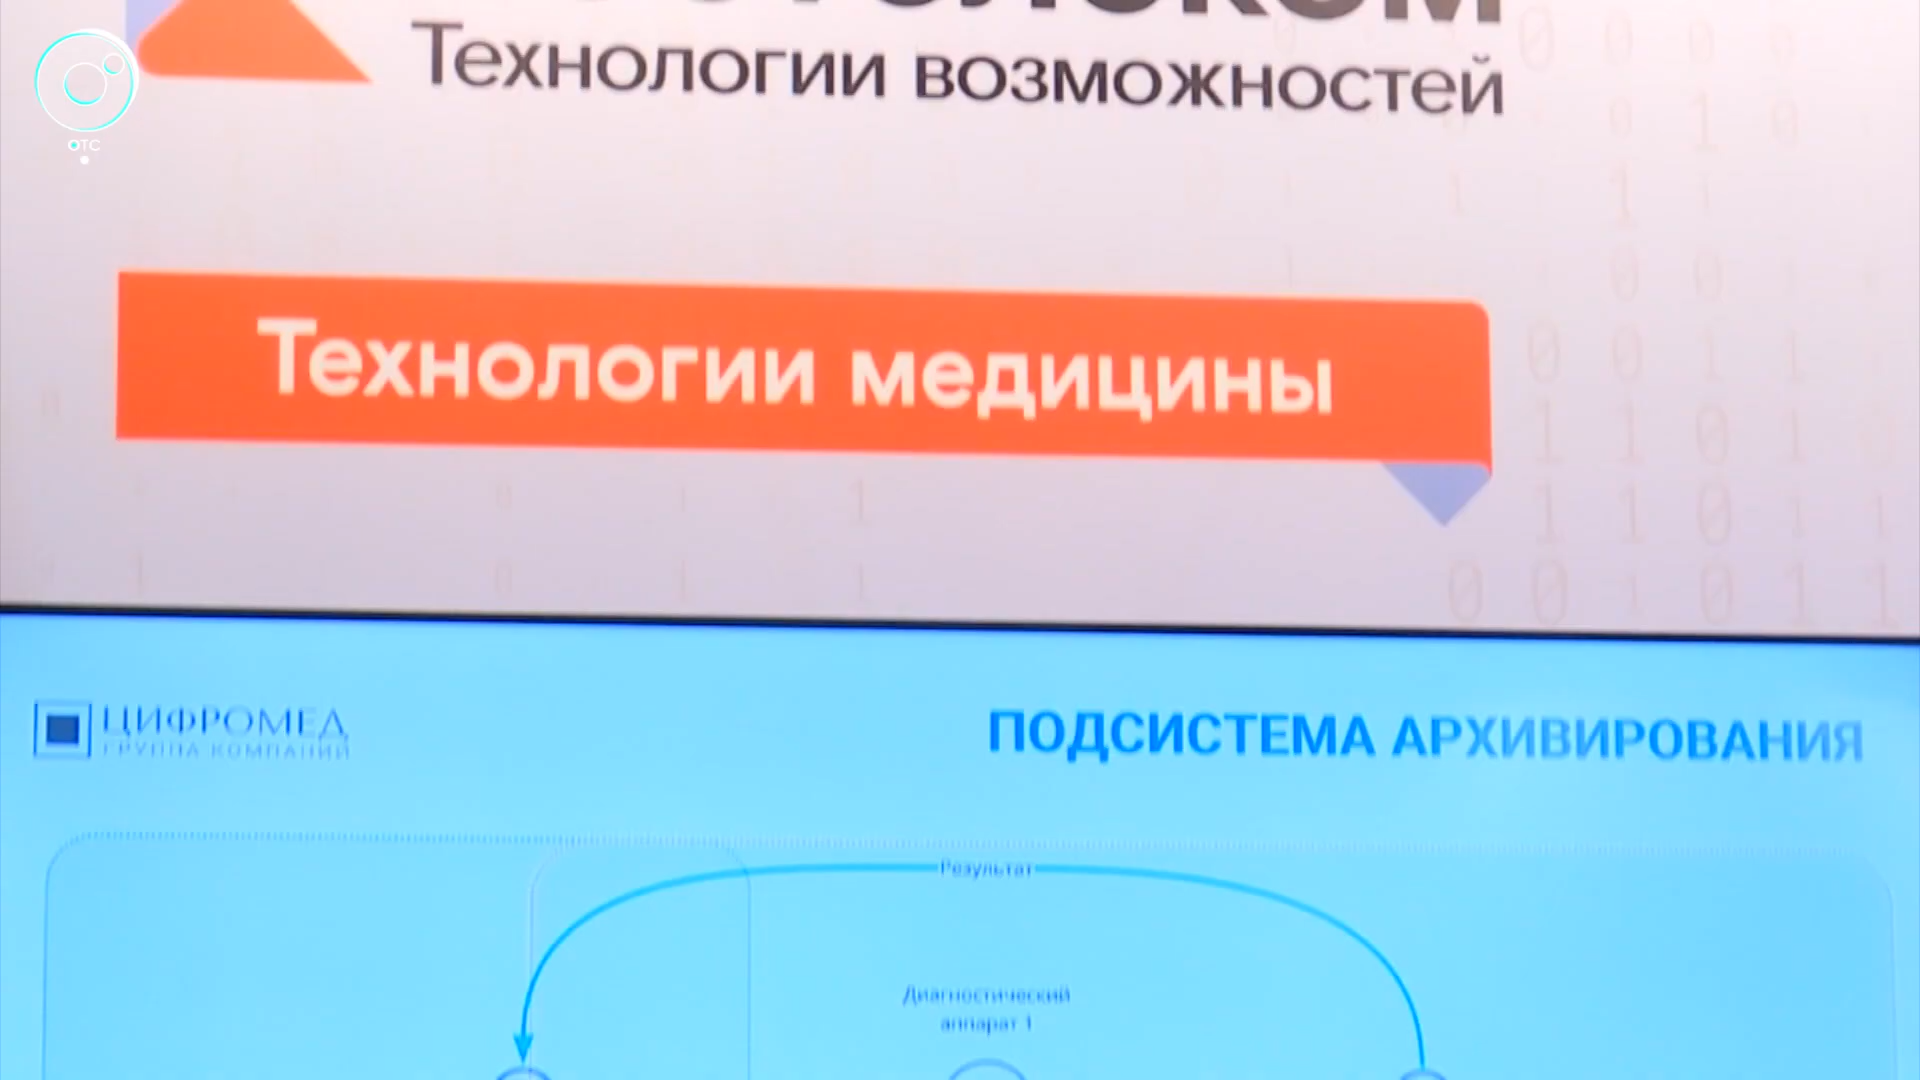 Технологии возможностей
ОТС
Технологии медицины
ЦИФРОМЕД
ГРУППА КОМПАНИЙ
ПОДСИСТЕМА АРХИВИРОВАНИЯ
Результат
Диагностический
аппарат 1